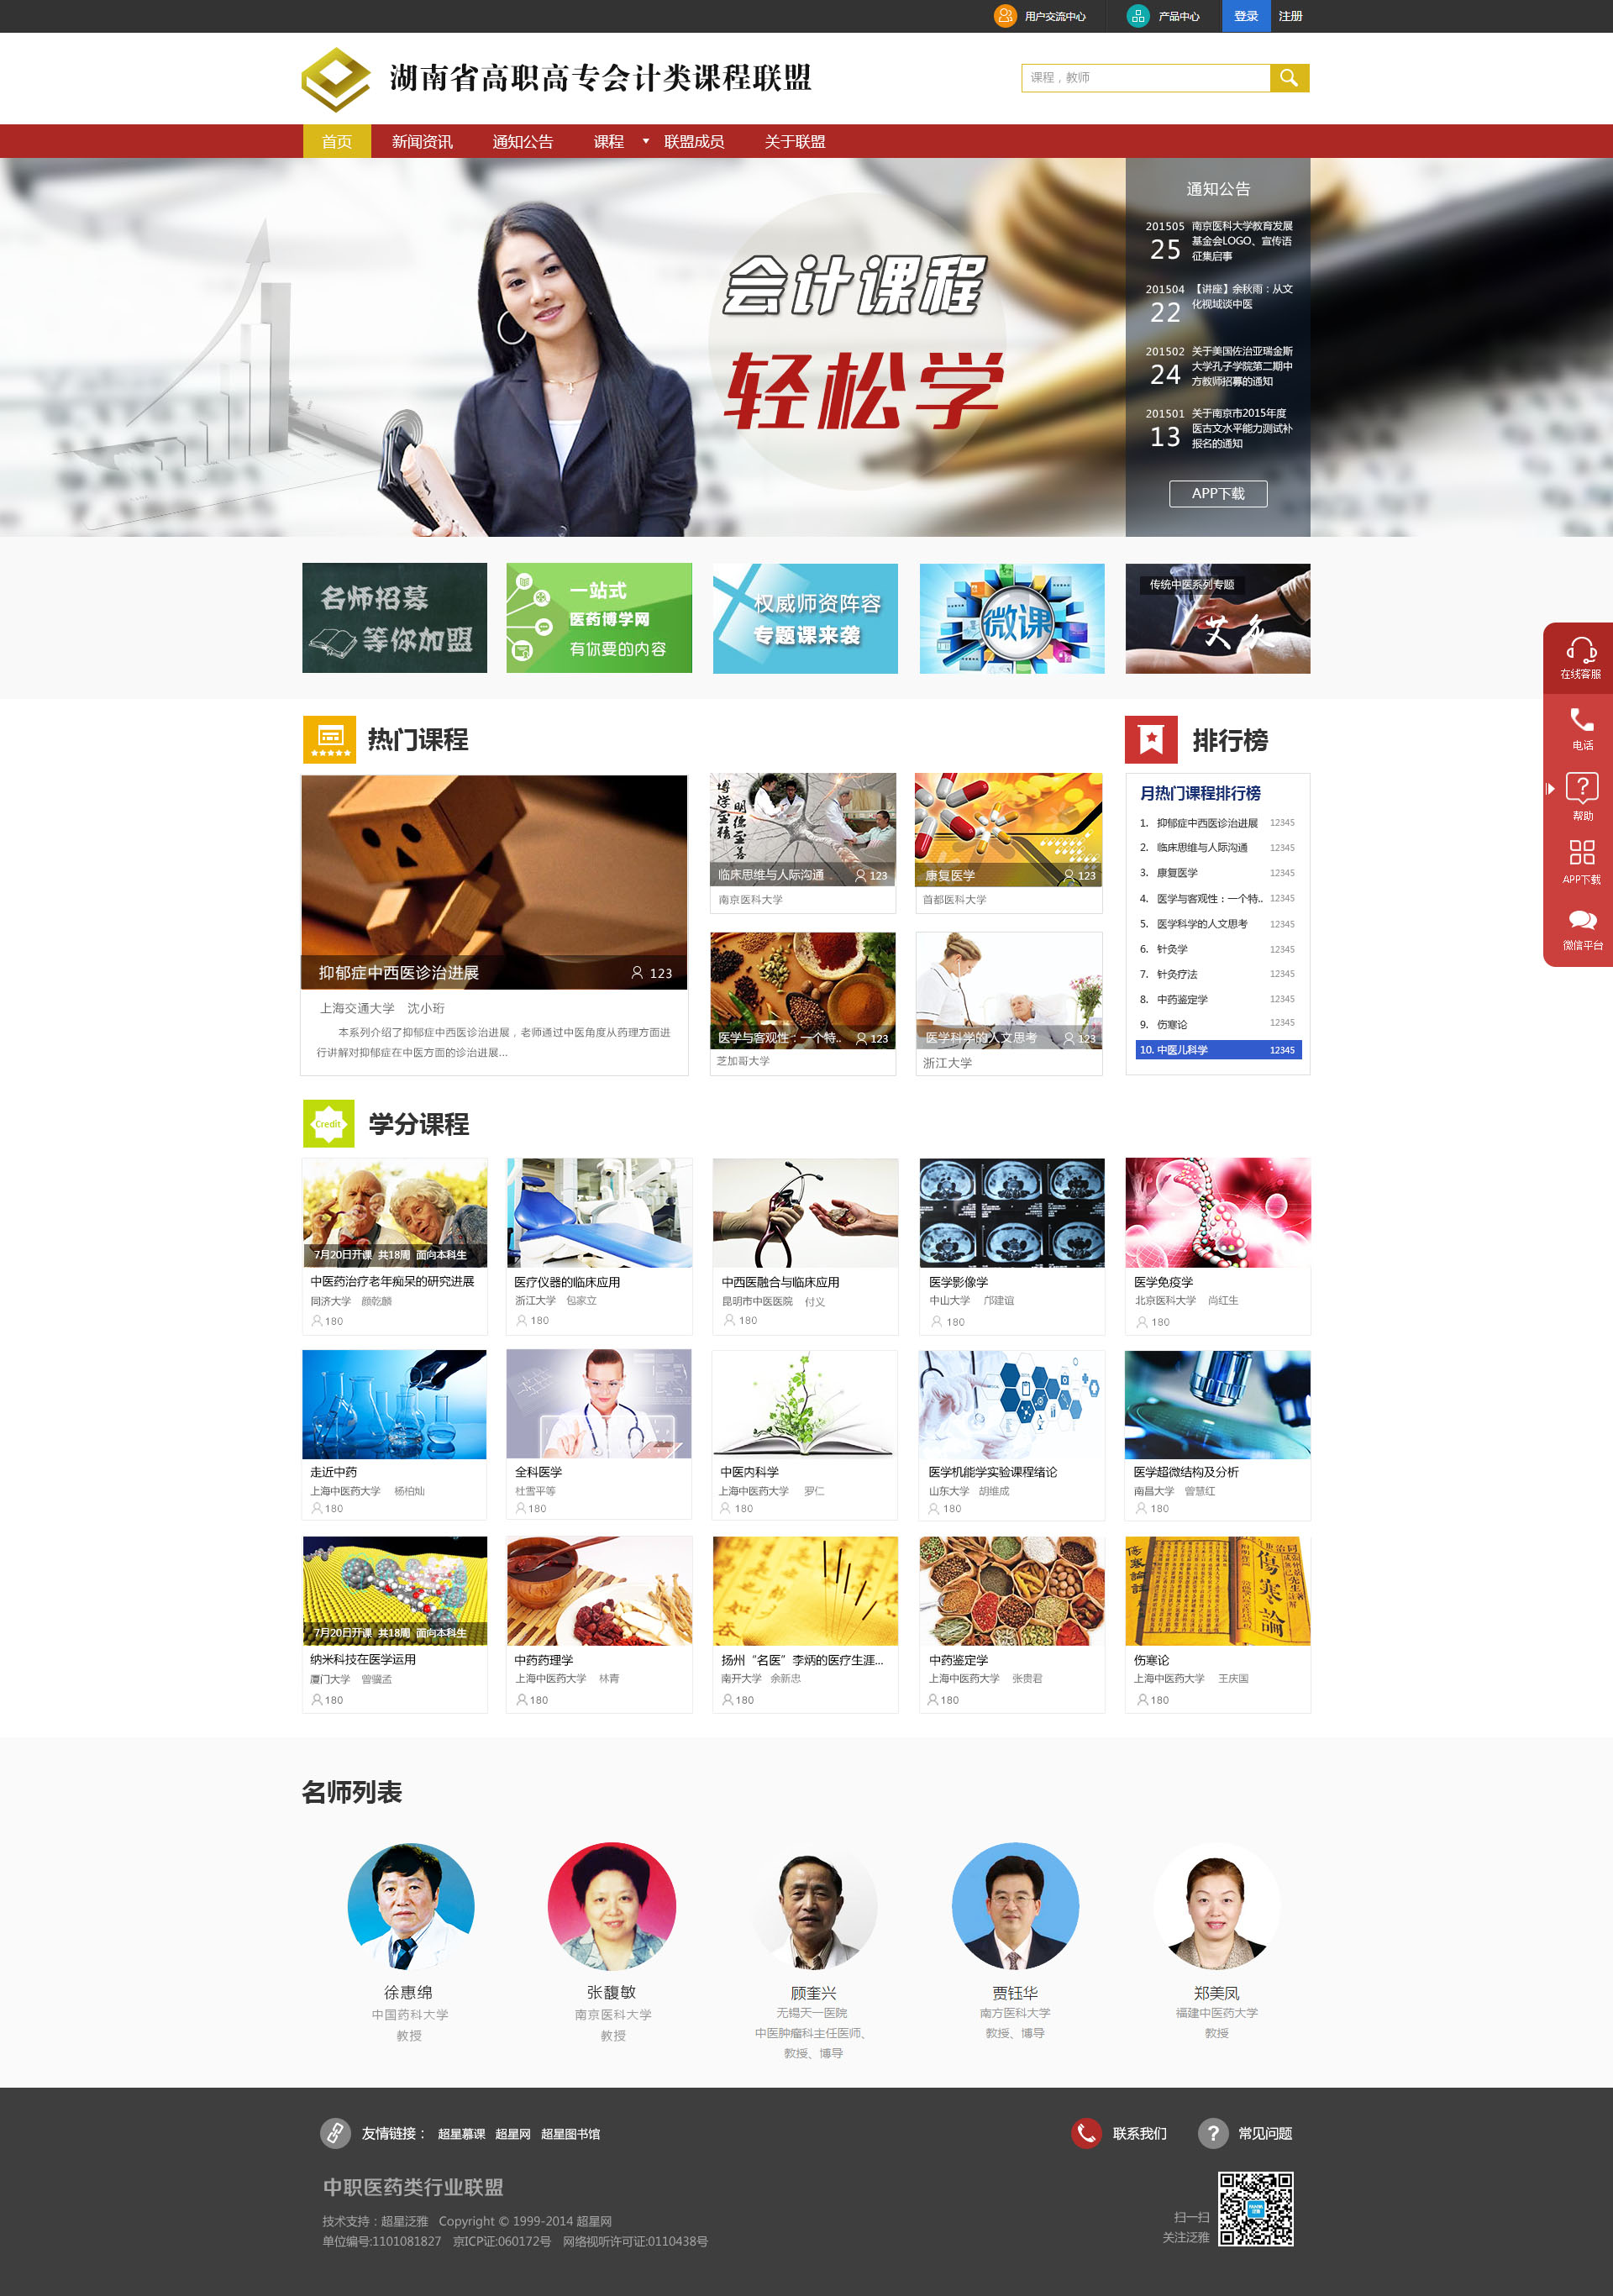 用户交流中心
产品中心
登录
注册
湖南省高职高专会计类课程联盟
课程，教师
首页
新闻资讯
通知公告
课程
联盟成员
关于联盟
会计课程
轻松学
通知公告
201505
25
南京医科大学教育发展
基金会LOGO、宣传语
征集启事
201504
22
【讲座】余秋雨：从文
化视域谈中医
201502
24
关于美国佐治亚瑞金斯
大学孔子学院第二期中
方教师招募的通知
201501
13
关于南京市2015年度
医古文水平能力测试补
报名的通知
APP下载
名师招募
等你加盟
一站式
医药博学网
有你要的内容
权威师资阵容
专题课来袭
微课
传统中医系列专题
艾灸
在线客服
电话
帮助
APP下载
微信平台
热门课程
抑郁症中西医诊治进展
123
上海交通大学 沈小珩
本系列介绍了抑郁症中西医诊治进展，老师通过中医角度从药理方面进
行讲解对抑郁症在中医方面的诊治进展...
博学至精
明德至善
临床思维与人际沟通
123
南京医科大学
康复医学
123
首都医科大学
医学与客观性：一个特..
123
芝加哥大学
医学科学的人文思考
123
浙江大学
排行榜
月热门课程排行榜
1. 抑郁症中西医诊治进展 12345
2. 临床思维与人际沟通 12345
3. 康复医学 12345
4. 医学与客观性：一个特.. 12345
5. 医学科学的人文思考 12345
6. 针灸学 12345
7. 针灸疗法 12345
8. 中药鉴定学 12345
9. 伤寒论 12345
10. 中医儿科学 12345
Credit
学分课程
7月20日开课 共18周 面向本科生
中医药治疗老年痴呆的研究进展
同济大学 颜乾麟
180
医疗仪器的临床应用
浙江大学 包家立
180
中西医融合与临床应用
昆明市中医医院 付义
180
医学影像学
中山大学 邝建谊
180
医学免疫学
北京医科大学 尚红生
180
走近中药
上海中医药大学 杨柏灿
180
全科医学
杜雪平等
180
中医内科学
上海中医药大学 罗仁
180
医学机能学实验课程绪论
山东大学 胡维成
180
医学超微结构及分析
南昌大学 曾慧红
180
7月20日开课 共18周 面向本科生
纳米科技在医学运用
厦门大学 曾骥孟
180
中药药理学
上海中医药大学 林青
180
扬州“名医”李炳的医疗生涯...
南开大学 余新忠
180
中药鉴定学
上海中医药大学 张贵君
180
傷寒論
伤寒论
上海中医药大学 王庆国
180
名师列表
徐惠绵
中国药科大学
教授
张馥敏
南京医科大学
教授
顾奎兴
无锡天一医院
中医肿瘤科主任医师、
教授、博导
贾钰华
南方医科大学
教授、博导
郑美凤
福建中医药大学
教授
友情链接：
超星慕课 超星网 超星图书馆
联系我们
常见问题
中职医药类行业联盟
技术支持：超星泛雅 Copyright © 1999-2014 超星网
单位编号:1101081827 京ICP证:060172号 网络视听许可证:0110438号
扫一扫
关注泛雅